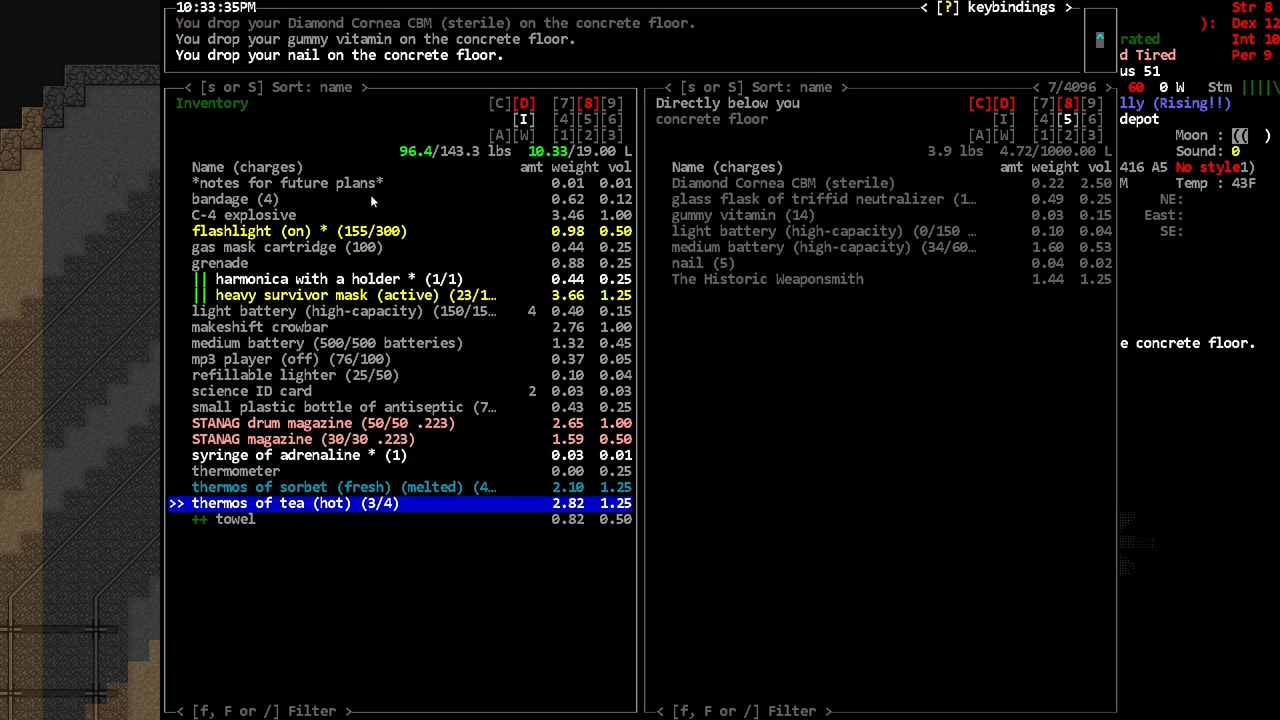 10:33:35PM
< [?] keybindings >
You drop your Diamond Cornea CBM (sterile) on the concrete floor.
You drop your gummy vitamin on the concrete floor.
You drop your nail on the concrete floor.
< [s or S] Sort: name >
Inventory
[C][D] [7][8][9]
[I] [4][5][6]
[A][W] [1][2][3]
96.4/143.3 lbs 10.33/19.00 L
Name (charges) amt weight vol
*notes for future plans* 0.01 0.01
bandage (4) 0.62 0.12
C-4 explosive 3.46 1.00
flashlight (on) * (155/300) 0.98 0.50
gas mask cartridge (100) 0.44 0.25
grenade 0.88 0.25
|| harmonica with a holder * (1/1) 0.44 0.25
|| heavy survivor mask (active) (23/1… 3.66 1.25
light battery (high-capacity) (150/15… 4 0.40 0.15
makeshift crowbar 2.76 1.00
medium battery (500/500 batteries) 1.32 0.45
mp3 player (off) (76/100) 0.37 0.05
refillable lighter (25/50) 0.10 0.04
science ID card 2 0.03 0.03
small plastic bottle of antiseptic (7… 0.43 0.25
STANAG drum magazine (50/50 .223) 2.65 1.00
STANAG magazine (30/30 .223) 1.59 0.50
syringe of adrenaline * (1) 0.03 0.01
thermometer 0.00 0.25
thermos of sorbet (fresh) (melted) (4… 2.10 1.25
>> thermos of tea (hot) (3/4) 2.82 1.25
++ towel 0.82 0.50
< [f, F or /] Filter >
< [s or S] Sort: name >
< 7/4096 >
Directly below you
concrete floor
[C][D] [7][8][9]
[I] [4][5][6]
[A][W] [1][2][3]
3.9 lbs 4.72/1000.00 L
Name (charges) amt weight vol
Diamond Cornea CBM (sterile) 0.22 2.50
glass flask of triffid neutralizer (1… 0.49 0.25
gummy vitamin (14) 0.03 0.15
light battery (high-capacity) (0/150 … 0.10 0.04
medium battery (high-capacity) (34/60… 1.60 0.53
nail (5) 0.04 0.02
The Historic Weaponsmith 1.44 1.25
< [f, F or /] Filter >
Str 8
): Dex 12
rated Int 10
d Tired Per 9
us 51
60 0 W Stm ||||\
lly (Rising!!)
depot
Moon : (( )
Sound: 0
416 A5 No style1)
M Temp : 43F
NE:
East:
SE:
e concrete floor.